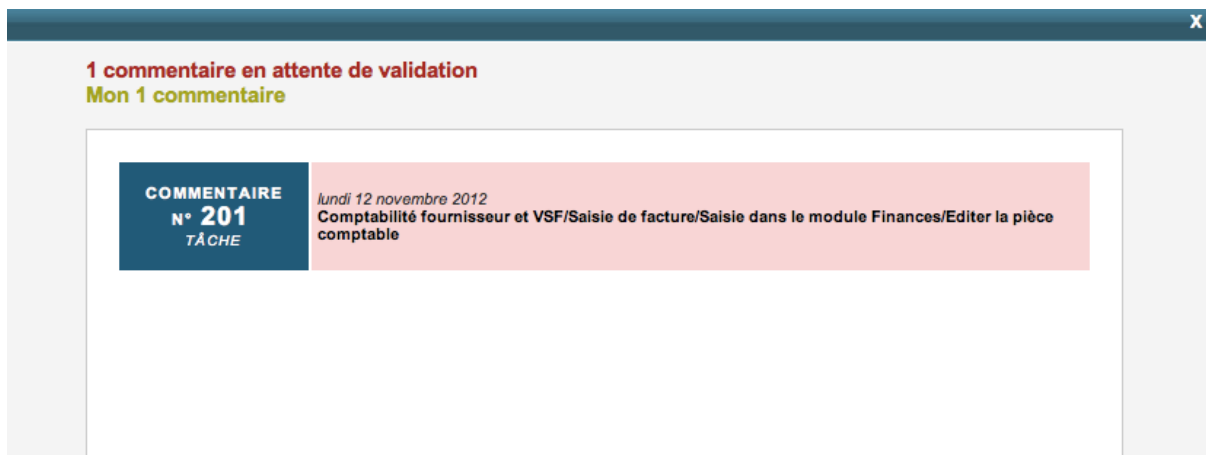 X
1 commentaire en attente de validation
Mon 1 commentaire
COMMENTAIRE
N° 201
TÂCHE
lundi 12 novembre 2012
Comptabilité fournisseur et VSF/Saisie de facture/Saisie dans le module Finances/Editer la pièce
comptable